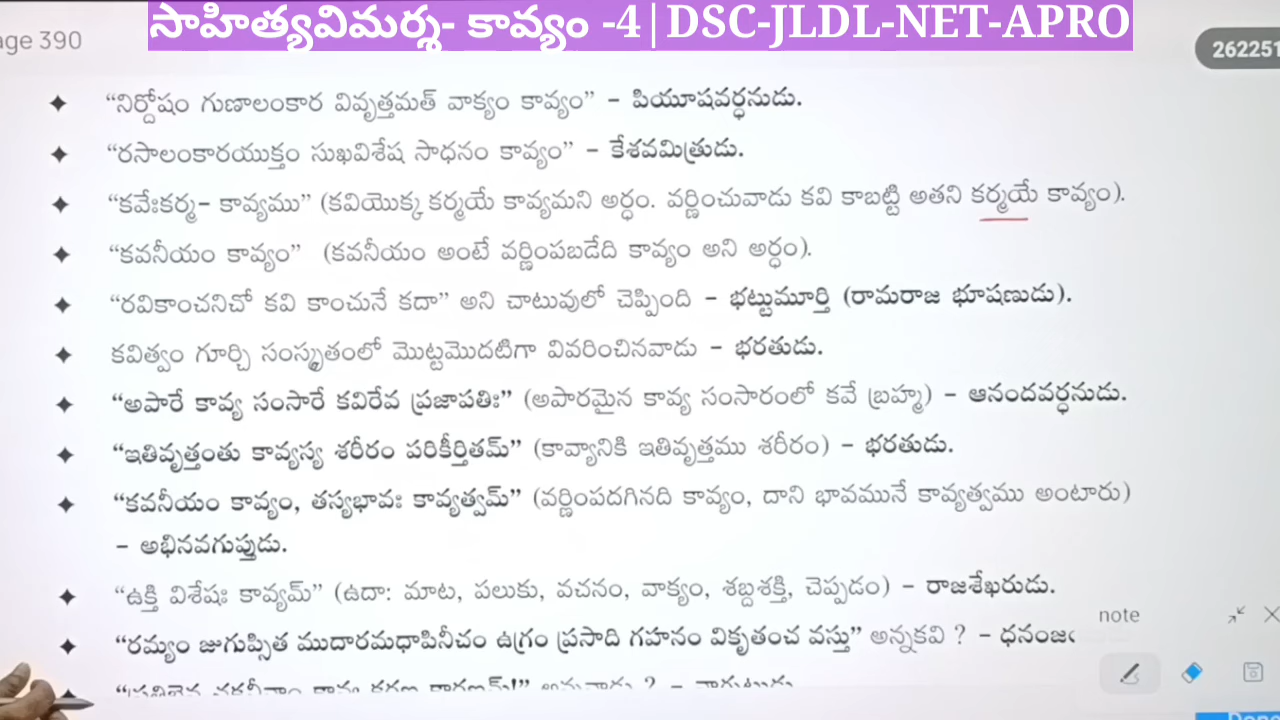 సాహిత్యవిమర్శ- కావ్యం -4|DSC-JLDL-NET-APRO
age 390
262251
✦ “నిర్దోషం గుణాలంకార వివృత్తమత్ వాక్యం కావ్యం” – పియూషవర్ధనుడు.
✦ “రసాలంకారయుక్తం సుఖవిశేష సాధనం కావ్యం” – కేశవమిత్రుడు.
✦ “కవేఃకర్మ– కావ్యము” (కవియొక్క కర్మయే కావ్యమని అర్ధం. వర్ణించువాడు కవి కాబట్టి అతని కర్మయే కావ్యం).
✦ “కవనీయం కావ్యం” (కవనీయం అంటే వర్ణింపబడేది కావ్యం అని అర్ధం).
✦ “రవికాంచనిచో కవి కాంచునే కదా” అని చాటువులో చెప్పింది – భట్టుమూర్తి (రామరాజ భూషణుడు).
✦ కవిత్వం గూర్చి సంస్కృతంలో మొట్టమొదటిగా వివరించినవాడు – భరతుడు.
✦ “అపారే కావ్య సంసారే కవిరేవ ప్రజాపతిః” (అపారమైన కావ్య సంసారంలో కవే బ్రహ్మ) – ఆనందవర్ధనుడు.
✦ “ఇతివృత్తంతు కావ్యస్య శరీరం పరికీర్తితమ్” (కావ్యానికి ఇతివృత్తము శరీరం) – భరతుడు.
✦ “కవనీయం కావ్యం, తస్యభావః కావ్యత్వమ్” (వర్ణింపదగినది కావ్యం, దాని భావమునే కావ్యత్వము అంటారు)
– అభినవగుప్తుడు.
✦ “ఉక్తి విశేషః కావ్యమ్” (ఉదా: మాట, పలుకు, వచనం, వాక్యం, శబ్దశక్తి, చెప్పడం) – రాజశేఖరుడు.
note
✦ “రమ్యం జుగుప్సిత ముదారమధాపినీచం ఉగ్రం ప్రసాది గహనం వికృతంచ వస్తు” అన్నకవి ? –